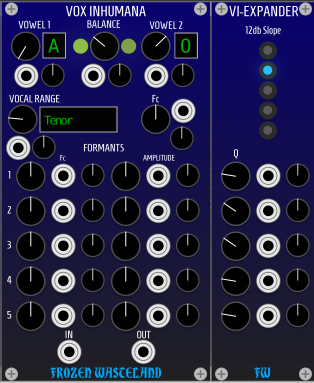 VOX INHUMANA
VI-EXPANDER
VOWEL 1
BALANCE
VOWEL 2
12db Slope
A
O
VOCAL RANGE
Fc
Tenor
FORMANTS
Fc
AMPLITUDE
Q
1
2
3
4
5
IN
OUT
FROZEN WASTELAND
FW